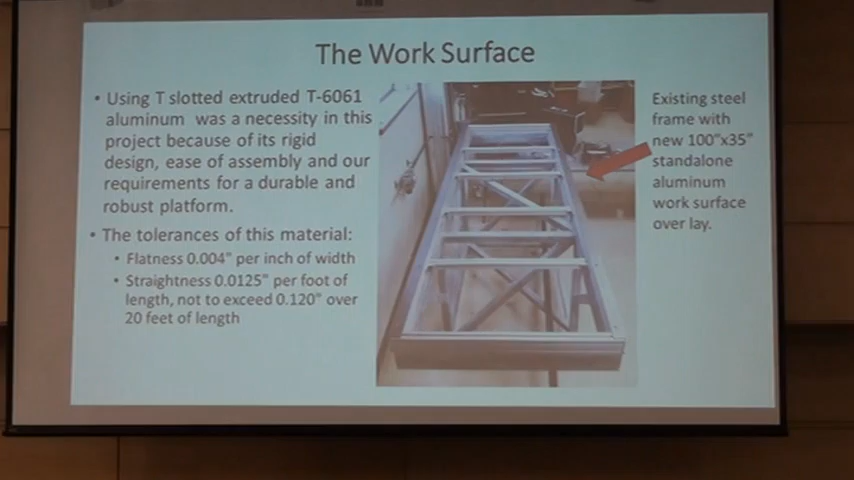 The Work Surface
• Using T slotted extruded T-6061
aluminum was a necessity in this
project because of its rigid
design, ease of assembly and our
requirements for a durable and
robust platform.
• The tolerances of this material:
• Flatness 0.004" per inch of width
• Straightness 0.0125" per foot of
length, not to exceed 0.120" over
20 feet of length
Existing steel
frame with
new 100"x35"
standalone
aluminum
work surface
over lay.